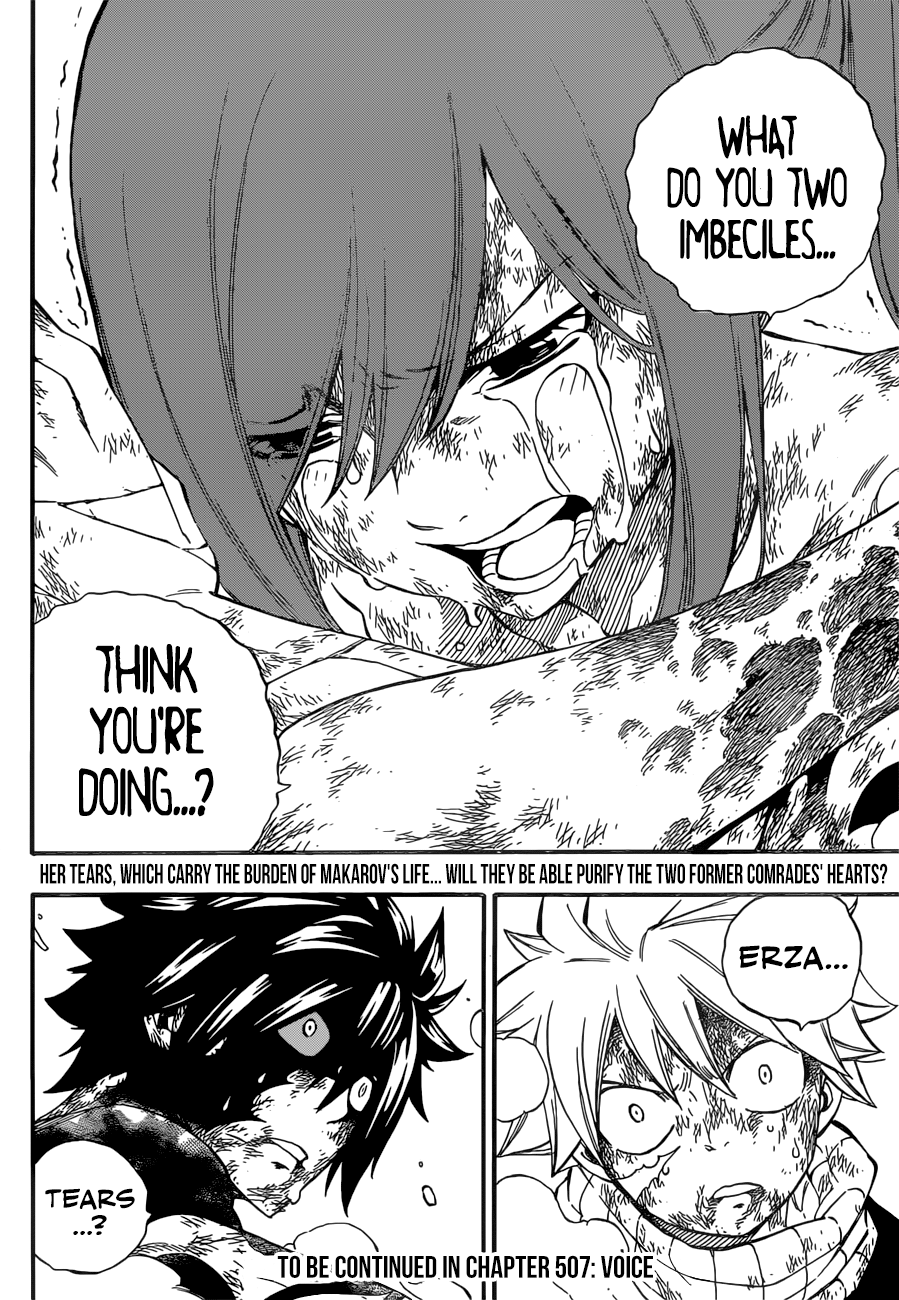 WHAT
DO YOU TWO
IMBECILES...
THINK
YOU'RE
DOING...?
HER TEARS, WHICH CARRY THE BURDEN OF MAKAROV'S LIFE... WILL THEY BE ABLE PURIFY THE TWO FORMER COMRADES' HEARTS?
TEARS
...?
ERZA...
TO BE CONTINUED IN CHAPTER 507: VOICE